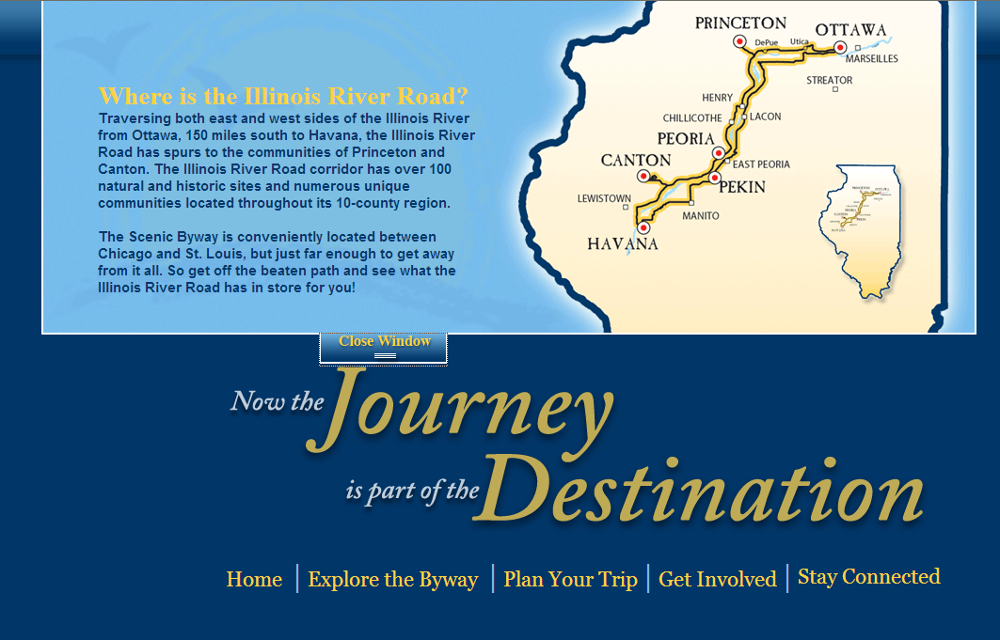 Where is the Illinois River Road?
Traversing both east and west sides of the Illinois River
from Ottawa, 150 miles south to Havana, the Illinois River
Road has spurs to the communities of Princeton and
Canton. The Illinois River Road corridor has over 100
natural and historic sites and numerous unique
communities located throughout its 10-county region.
The Scenic Byway is conveniently located between
Chicago and St. Louis, but just far enough to get away
from it all. So get off the beaten path and see what the
Illinois River Road has in store for you!
PRINCETON
OTTAWA
DePue
Utica
MARSEILLES
STREATOR
HENRY
CHILLICOTHE
LACON
PEORIA
CANTON
EAST PEORIA
PEKIN
LEWISTOWN
MANITO
HAVANA
Close Window
Now the Journey
is part of the Destination
Home
Explore the Byway
Plan Your Trip
Get Involved
Stay Connected